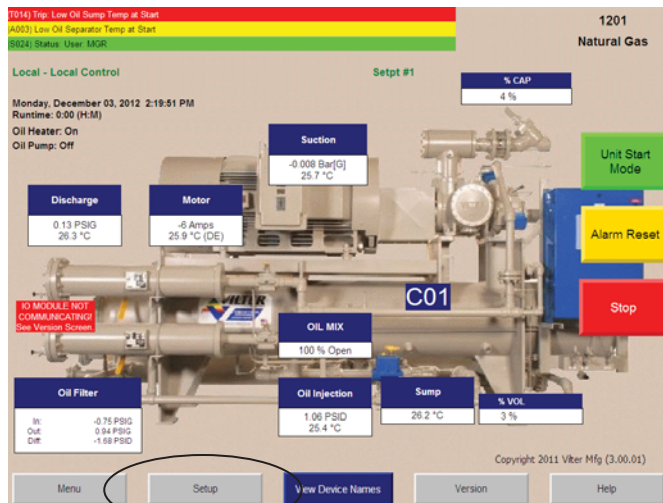 (T014) Trip: Low Oil Sump Temp at Start
(A003) Low Oil Separator Temp at Start
(S024) Status: User: MGR
1201
Natural Gas
Local - Local Control
Setpt #1
% CAP
4 %
Monday, December 03, 2012 2:19:51 PM
Runtime: 0:00 (H:M)
Oil Heater: On
Oil Pump: Off
Suction
-0.008 Bar[G]
25.7 °C
Unit Start
Mode
Discharge
0.13 PSIG
26.3 °C
Motor
-6 Amps
25.9 °C (DE)
Alarm Reset
C01
IO MODULE NOT
COMMUNICATING!
See Version Screen
VILTER
Stop
OIL MIX
100 % Open
Oil Filter
In: -0.75 PSIG
Out: 0.94 PSIG
Diff: -1.68 PSID
Oil Injection
1.06 PSID
25.4 °C
Sump
26.2 °C
% VOL
3 %
Copyright 2011 Vilter Mfg (3.00.01)
Menu
Setup
View Device Names
Version
Help